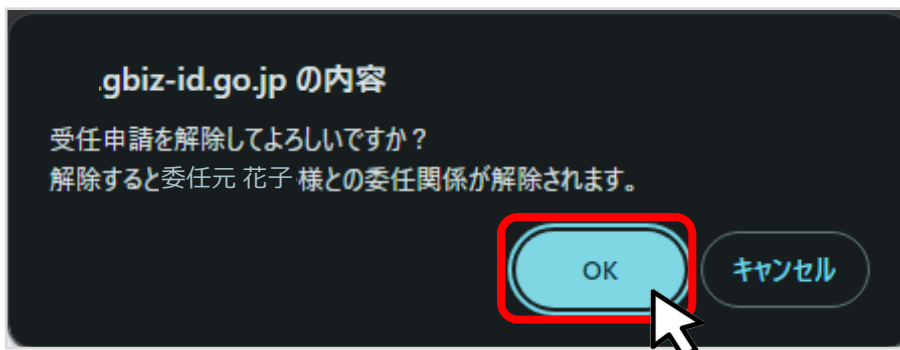 .gbiz-id.go.jp の内容
受任申請を解除してよろしいですか？
解除すると委任元 花子 様との委任関係が解除されます。
OK
キャンセル